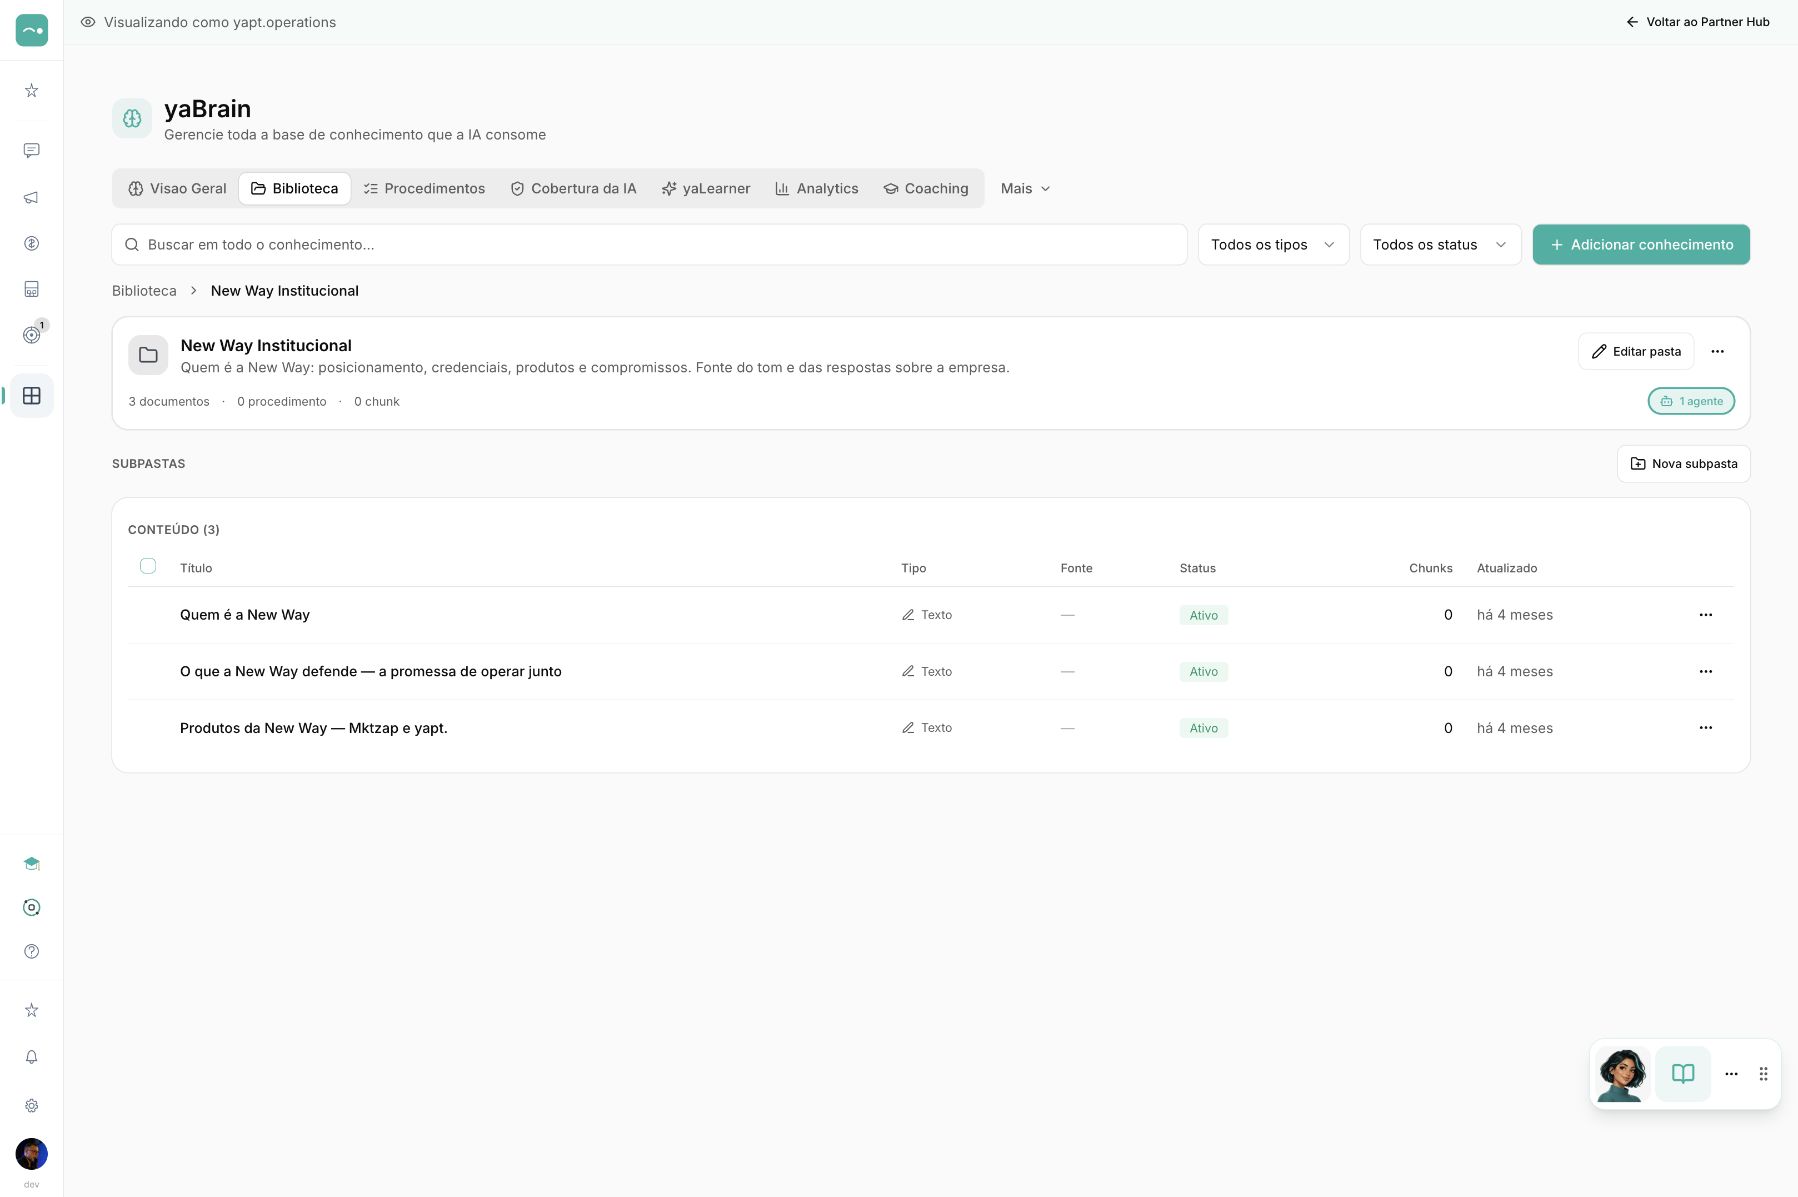 Visualizando como yapt.operations
Voltar ao Partner Hub
yaBrain
Gerencie toda a base de conhecimento que a IA consome
Visao Geral
Biblioteca
Procedimentos
Cobertura da IA
yaLearner
Analytics
Coaching
Mais
Buscar em todo o conhecimento...
Todos os tipos
Todos os status
+ Adicionar conhecimento
Biblioteca > New Way Institucional
New Way Institucional
Editar pasta
Quem é a New Way: posicionamento, credenciais, produtos e compromissos. Fonte do tom e das respostas sobre a empresa.
3 documentos · 0 procedimento · 0 chunk
1 agente
SUBPASTAS
Nova subpasta
CONTEÚDO (3)
Título Tipo Fonte Status Chunks Atualizado
Quem é a New Way Texto — Ativo 0 há 4 meses
O que a New Way defende — a promessa de operar junto Texto — Ativo 0 há 4 meses
Produtos da New Way — Mktzap e yapt. Texto — Ativo 0 há 4 meses
1
dev